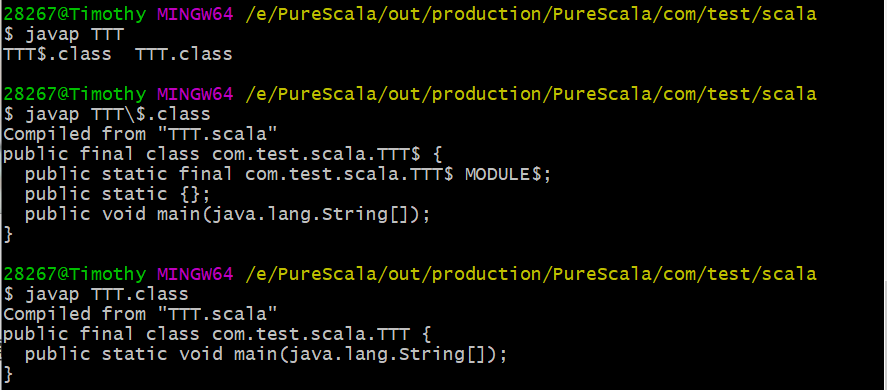 28267@Timothy MINGW64 /e/PureScala/out/production/PureScala/com/test/scala
$ javap TTT
TTT$.class  TTT.class

28267@Timothy MINGW64 /e/PureScala/out/production/PureScala/com/test/scala
$ javap TTT\$.class
Compiled from "TTT.scala"
public final class com.test.scala.TTT$ {
  public static final com.test.scala.TTT$ MODULE$;
  public static {};
  public void main(java.lang.String[]);
}

28267@Timothy MINGW64 /e/PureScala/out/production/PureScala/com/test/scala
$ javap TTT.class
Compiled from "TTT.scala"
public final class com.test.scala.TTT {
  public static void main(java.lang.String[]);
}